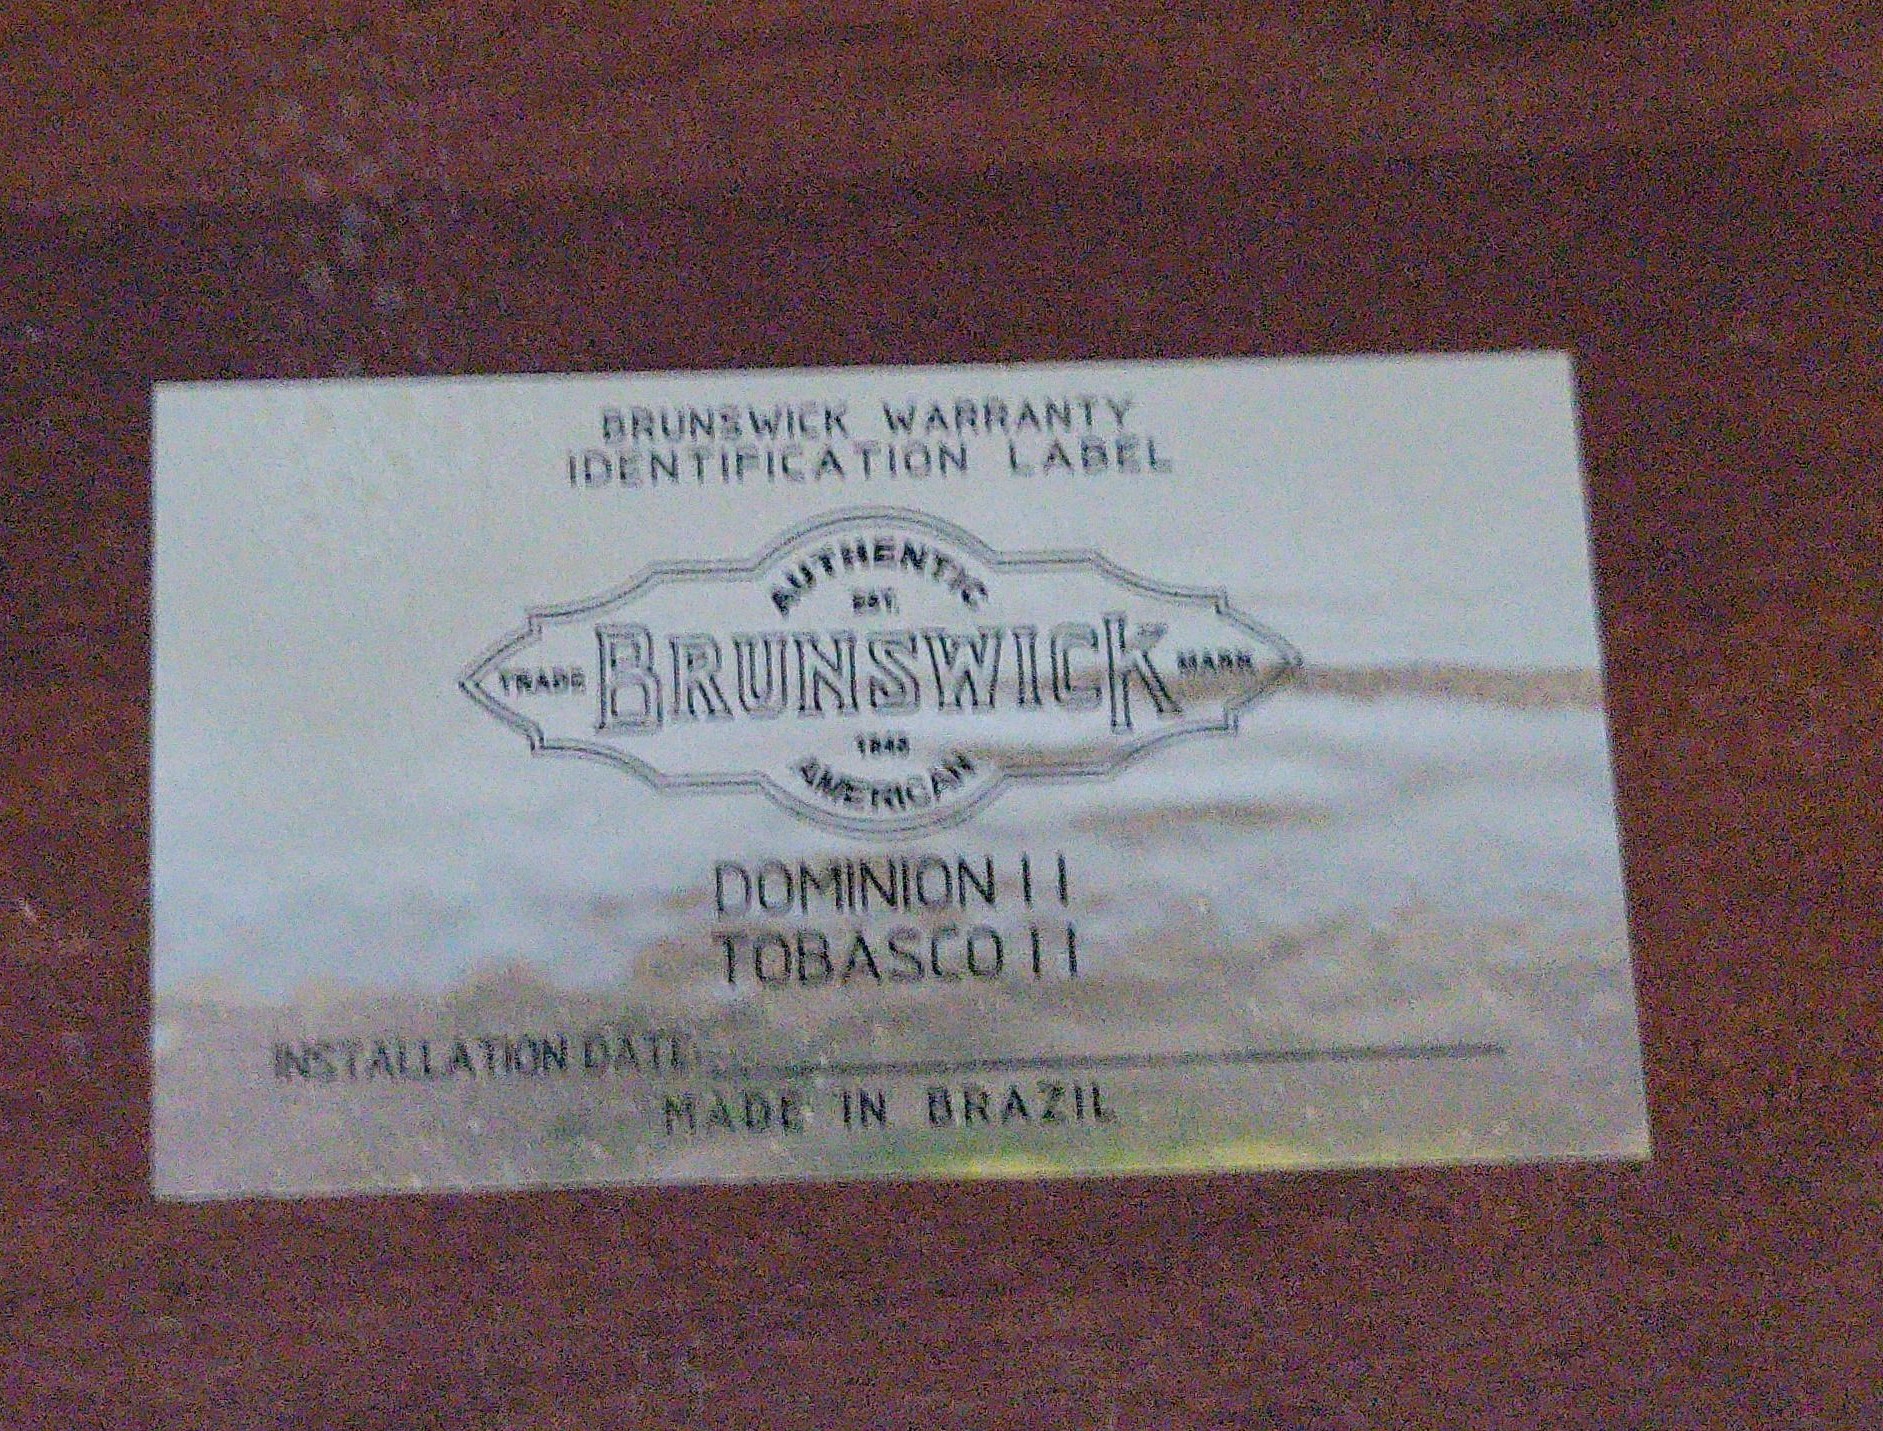 BRUNSWICK WARRANTY
IDENTIFICATION LABEL
AUTHENTIC
EST.
TRADE BRUNSWICK MARK
1845
AMERICAN
DOMINION II
TOBASCO II
INSTALLATION DATE:
MADE IN BRAZIL